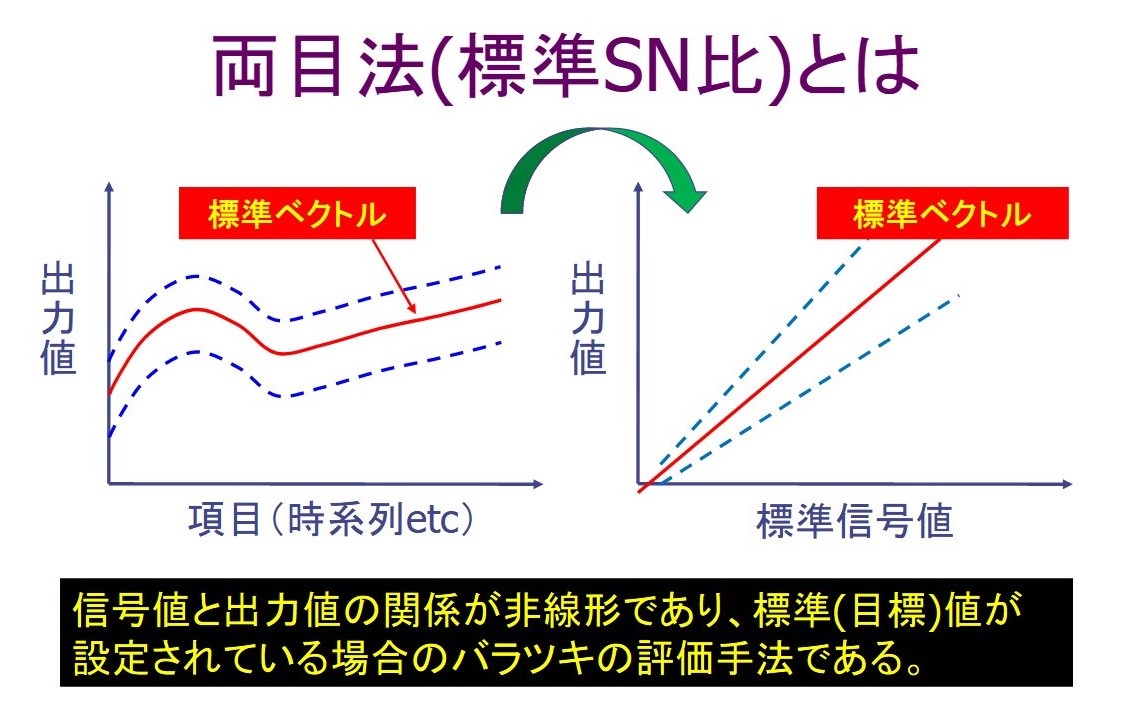 両目法(標準SN比)とは
標準ベクトル
出力値
項目（時系列etc）
標準ベクトル
出力値
標準信号値
信号値と出力値の関係が非線形であり、標準(目標)値が
設定されている場合のバラツキの評価手法である。